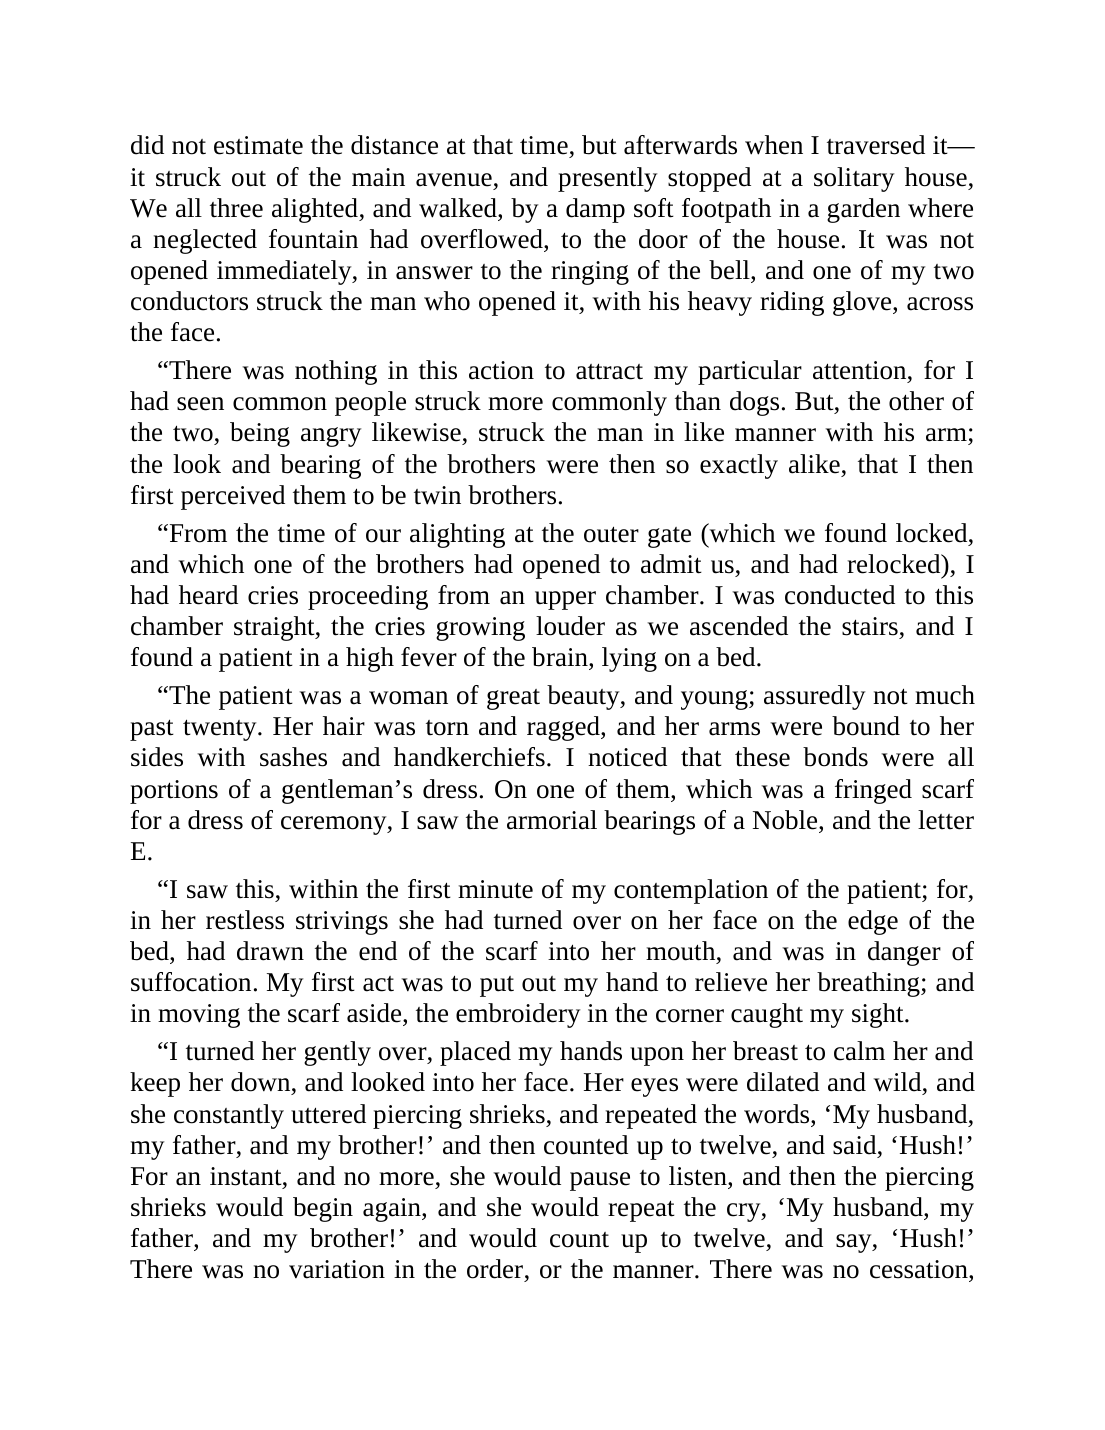 did not estimate the distance at that time, but afterwards when I traversed it—
it struck out of the main avenue, and presently stopped at a solitary house,
We all three alighted, and walked, by a damp soft footpath in a garden where
a neglected fountain had overflowed, to the door of the house. It was not
opened immediately, in answer to the ringing of the bell, and one of my two
conductors struck the man who opened it, with his heavy riding glove, across
the face.
“There was nothing in this action to attract my particular attention, for I
had seen common people struck more commonly than dogs. But, the other of
the two, being angry likewise, struck the man in like manner with his arm;
the look and bearing of the brothers were then so exactly alike, that I then
first perceived them to be twin brothers.
“From the time of our alighting at the outer gate (which we found locked,
and which one of the brothers had opened to admit us, and had relocked), I
had heard cries proceeding from an upper chamber. I was conducted to this
chamber straight, the cries growing louder as we ascended the stairs, and I
found a patient in a high fever of the brain, lying on a bed.
“The patient was a woman of great beauty, and young; assuredly not much
past twenty. Her hair was torn and ragged, and her arms were bound to her
sides with sashes and handkerchiefs. I noticed that these bonds were all
portions of a gentleman’s dress. On one of them, which was a fringed scarf
for a dress of ceremony, I saw the armorial bearings of a Noble, and the letter
E.
“I saw this, within the first minute of my contemplation of the patient; for,
in her restless strivings she had turned over on her face on the edge of the
bed, had drawn the end of the scarf into her mouth, and was in danger of
suffocation. My first act was to put out my hand to relieve her breathing; and
in moving the scarf aside, the embroidery in the corner caught my sight.
“I turned her gently over, placed my hands upon her breast to calm her and
keep her down, and looked into her face. Her eyes were dilated and wild, and
she constantly uttered piercing shrieks, and repeated the words, ‘My husband,
my father, and my brother!’ and then counted up to twelve, and said, ‘Hush!’
For an instant, and no more, she would pause to listen, and then the piercing
shrieks would begin again, and she would repeat the cry, ‘My husband, my
father, and my brother!’ and would count up to twelve, and say, ‘Hush!’
There was no variation in the order, or the manner. There was no cessation,